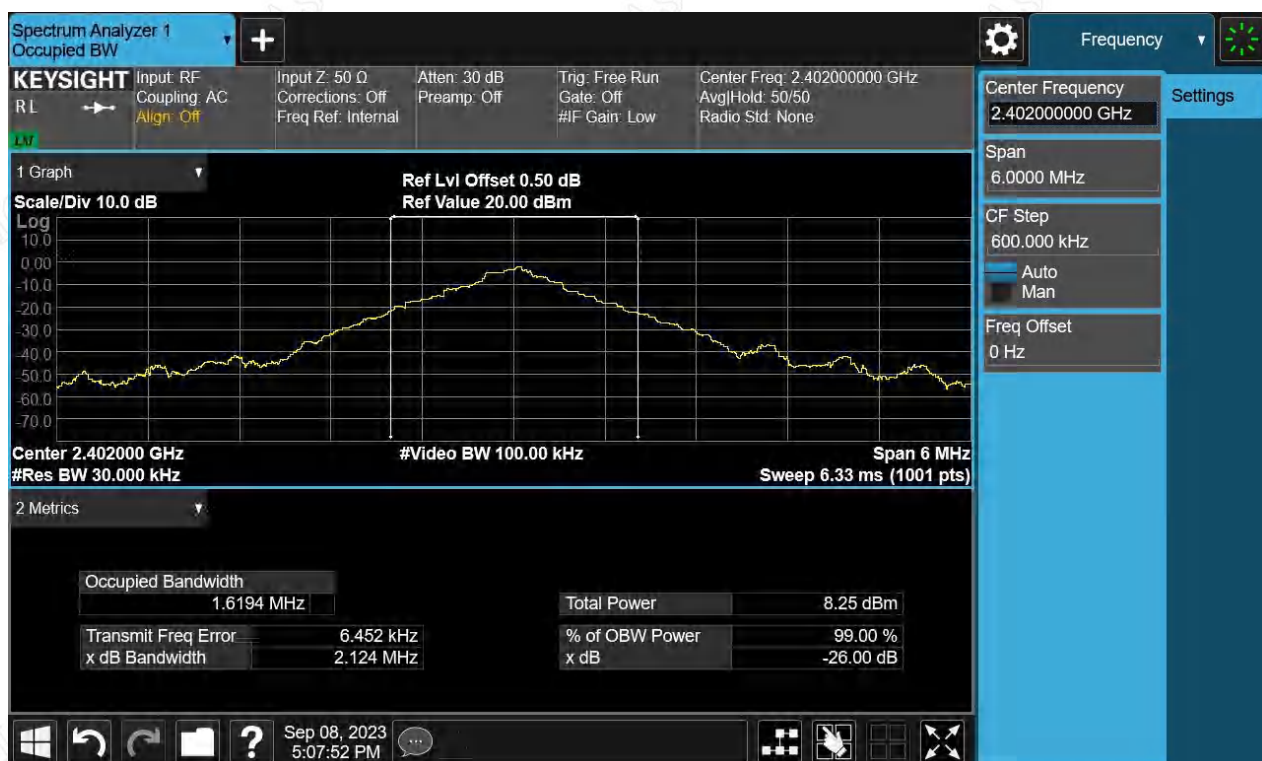 Spectrum Analyzer 1
Occupied BW
Frequency
KEYSIGHT
R L
Input: RF
Coupling: AC
Align: Off
Input Z: 50 Ω
Corrections: Off
Freq Ref: Internal
Atten: 30 dB
Preamp: Off
Trig: Free Run
Gate: Off
#IF Gain: Low
Center Freq: 2.402000000 GHz
Avg|Hold: 50/50
Radio Std: None
Center Frequency
2.402000000 GHz
Settings
Span
6.0000 MHz
CF Step
600.000 kHz
Auto
Man
Freq Offset
0 Hz
1 Graph
Scale/Div 10.0 dB
Ref Lvl Offset 0.50 dB
Ref Value 20.00 dBm
Log
10.0
0.00
-10.0
-20.0
-30.0
-40.0
-50.0
-60.0
-70.0
Center 2.402000 GHz
#Video BW 100.00 kHz
Span 6 MHz
#Res BW 30.000 kHz
Sweep 6.33 ms (1001 pts)
2 Metrics
Occupied Bandwidth
1.6194 MHz
Total Power 8.25 dBm
Transmit Freq Error 6.452 kHz
% of OBW Power 99.00 %
x dB Bandwidth 2.124 MHz
x dB -26.00 dB
?
Sep 08, 2023
5:07:52 PM